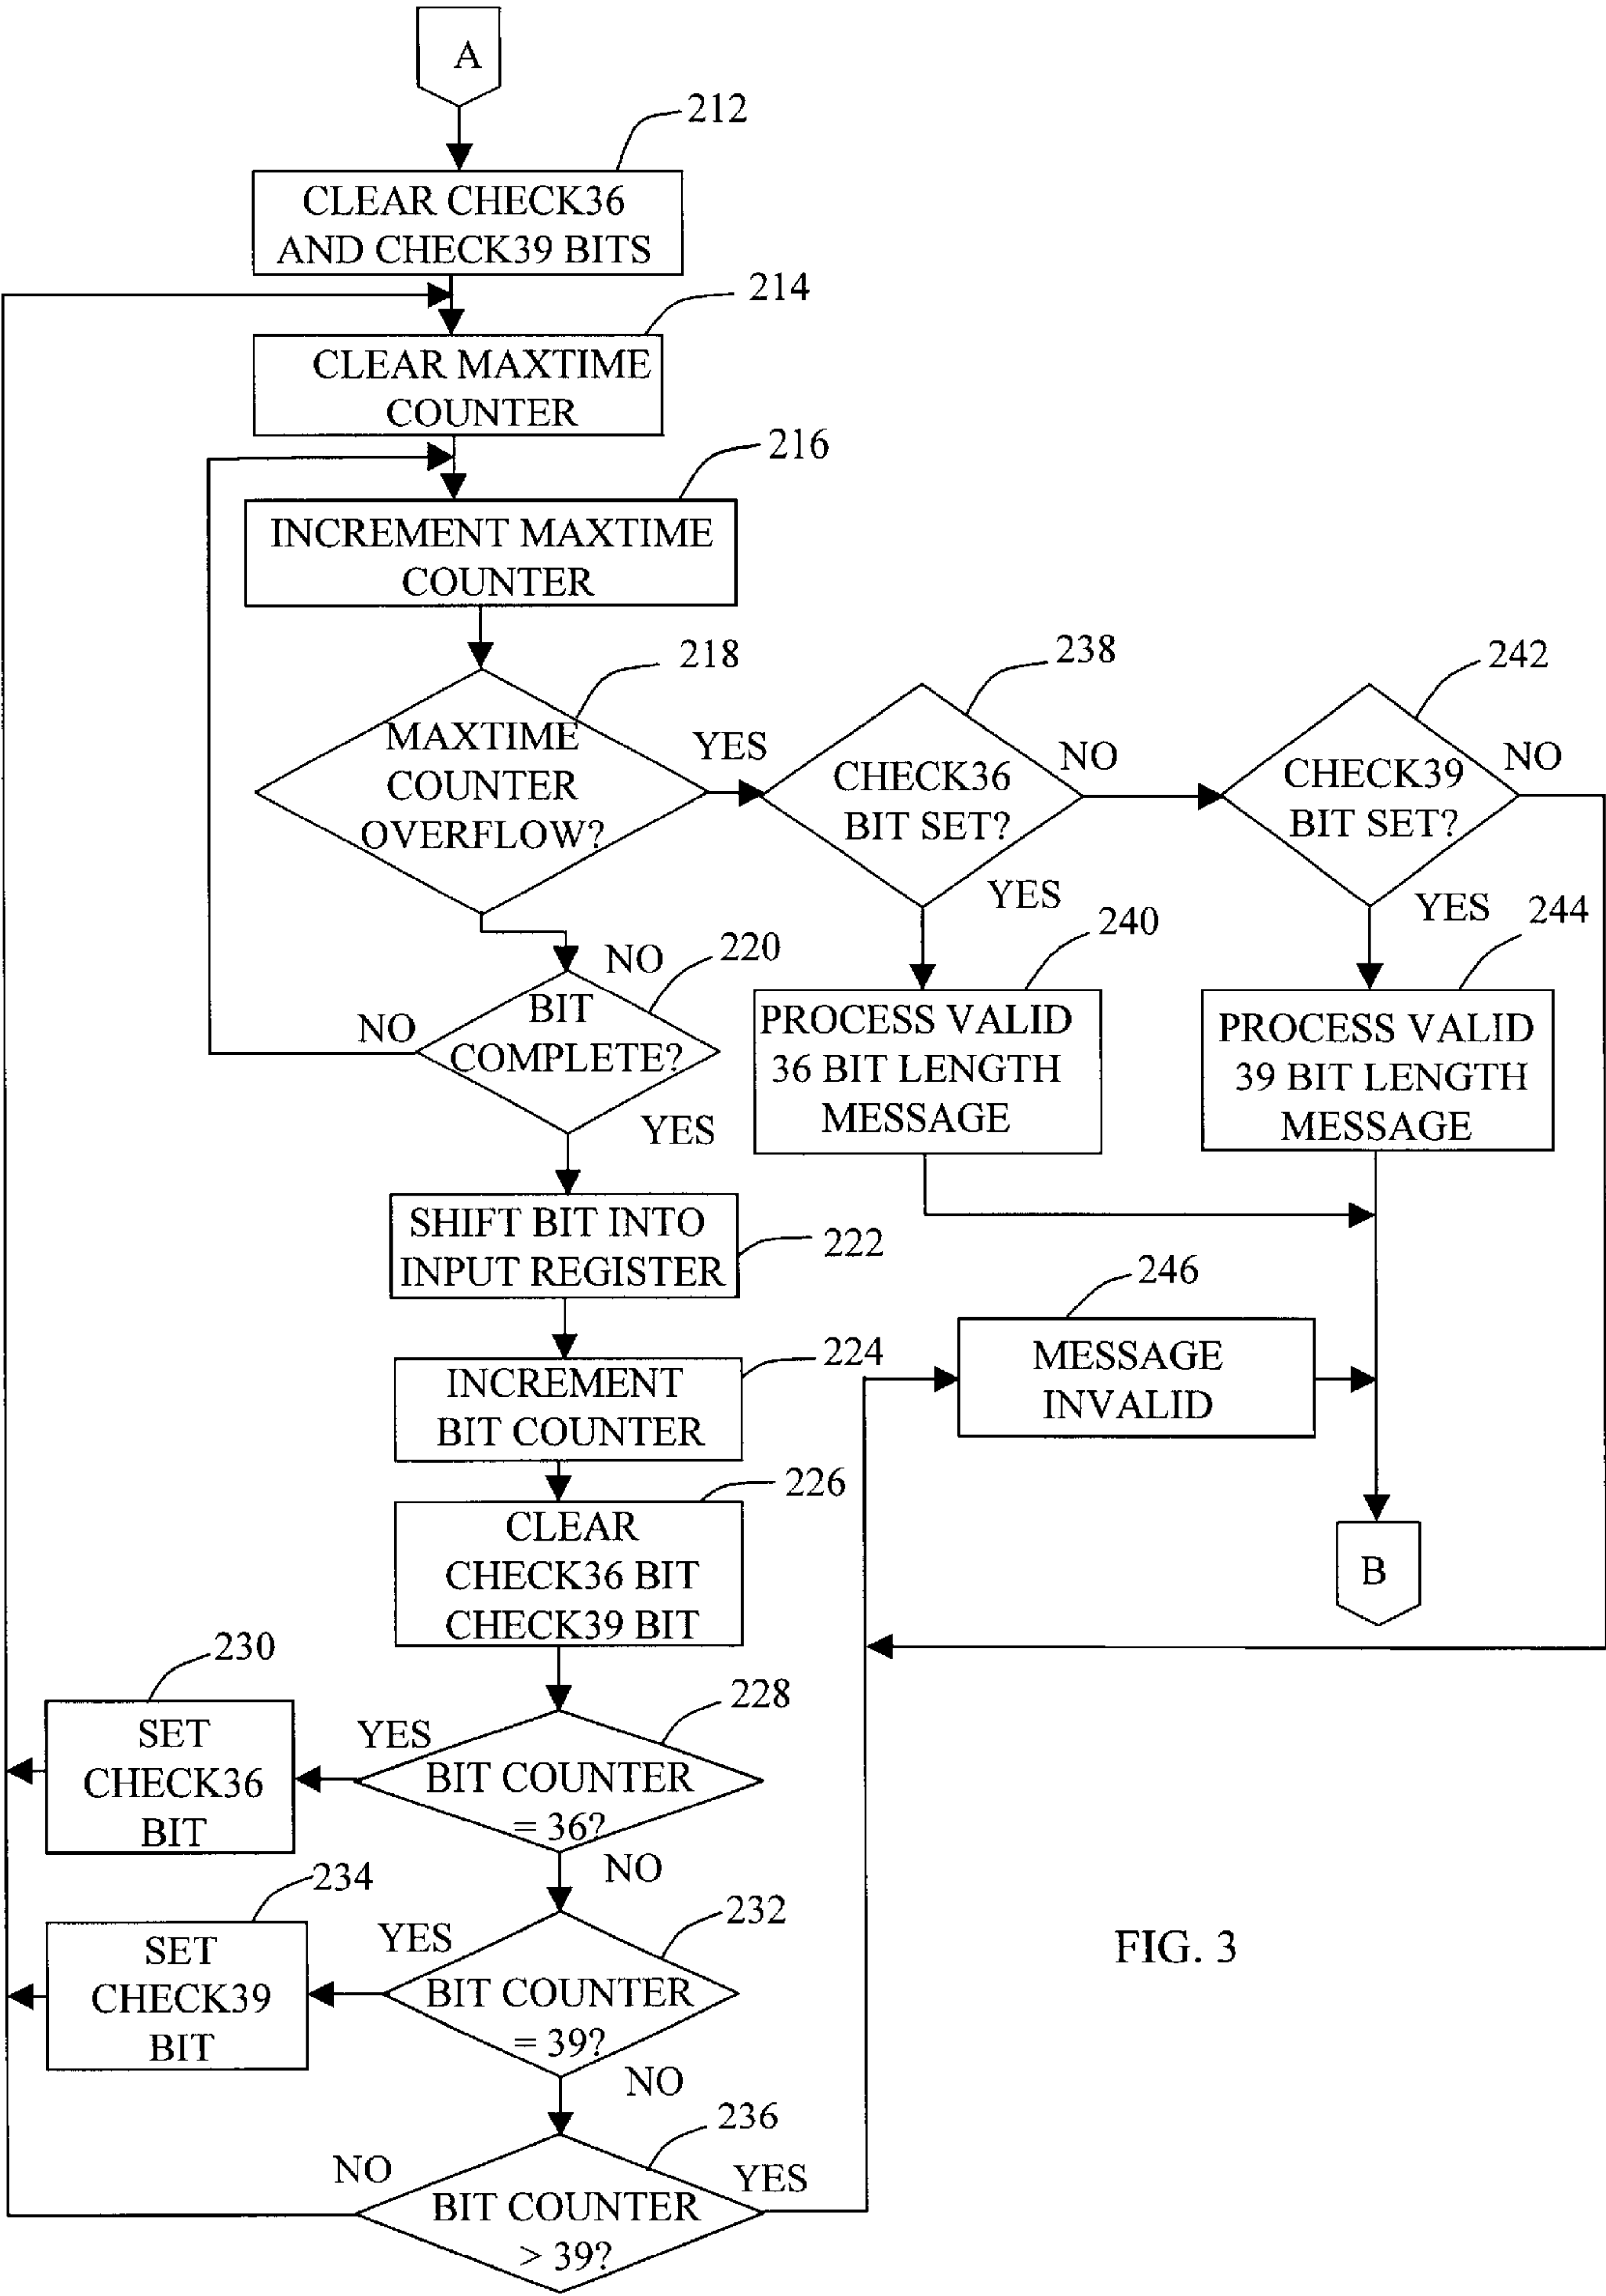 A
212
CLEAR CHECK36
AND CHECK39 BITS
214
CLEAR MAXTIME
COUNTER
216
INCREMENT MAXTIME
COUNTER
218
MAXTIME
COUNTER
OVERFLOW?
YES
238
CHECK36
BIT SET?
NO
242
CHECK39
BIT SET?
NO
YES
YES
NO
220
BIT
COMPLETE?
NO
YES
240
PROCESS VALID
36 BIT LENGTH
MESSAGE
244
PROCESS VALID
39 BIT LENGTH
MESSAGE
SHIFT BIT INTO
INPUT REGISTER
222
246
MESSAGE
INVALID
INCREMENT
BIT COUNTER
224
226
CLEAR
CHECK36 BIT
CHECK39 BIT
B
230
SET
CHECK36
BIT
YES
228
BIT COUNTER
= 36?
NO
234
SET
CHECK39
BIT
YES
232
BIT COUNTER
= 39?
NO
FIG. 3
236
NO
BIT COUNTER
> 39?
YES